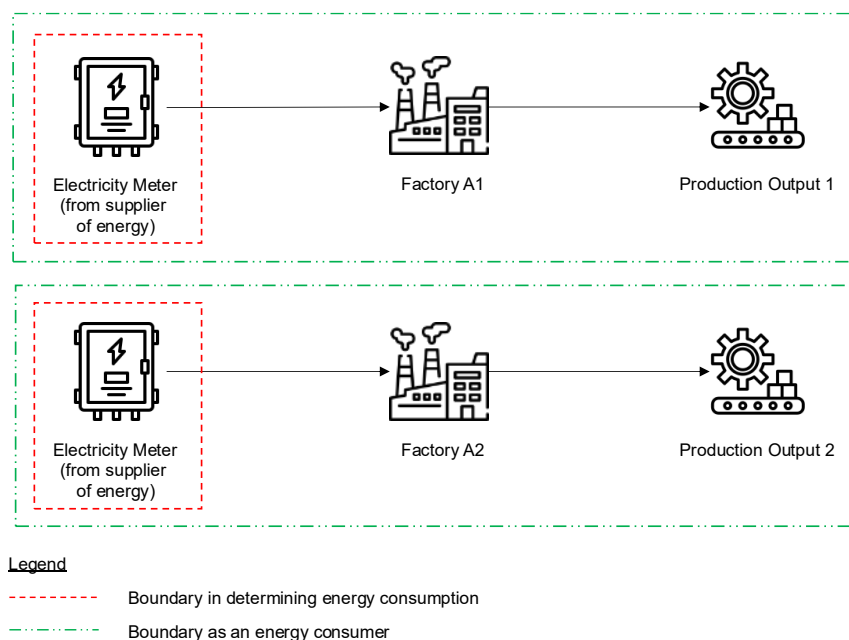 Electricity Meter
(from supplier
of energy)
Factory A1
Production Output 1
Electricity Meter
(from supplier
of energy)
Factory A2
Production Output 2
Legend
Boundary in determining energy consumption
Boundary as an energy consumer